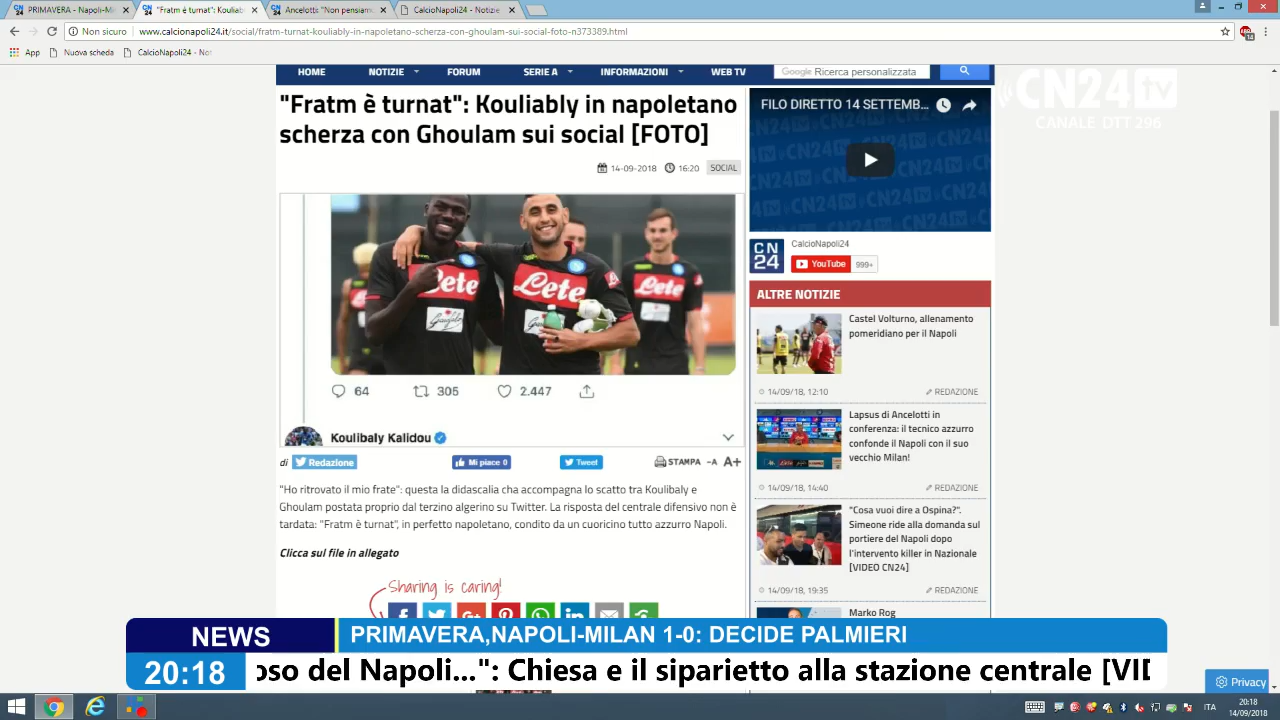 PRIMAVERA - Napoli-Mil
"Fratm è turnat": Koulib
Anche "Non pensiam
CalcioNapoli24 - Notizie
Non sicuro
www.calcionapoli24.it/social/fratm-turnat-kouliably-in-napoletano-scherza-con-ghoulam-sui-social-foto-n373389.html
App
Nuova scheda
CalcioNapoli24 - Not
HOME
NOTIZIE
FORUM
SERIE A
INFORMAZIONI
WEB TV
Google Ricerca personalizzata
CN24 tv
CANALE DTT 296
"Fratm è turnat": Kouliably in napoletano
scherza con Ghoulam sui social [FOTO]
14-09-2018
16:20
SOCIAL
Lete
Lete
Lete
64
305
2.447
Koulibaly Kalidou
di
Redazione
Mi piace 0
Tweet
STAMPA
-A
A+
"Ho ritrovato il mio frate": questa la didascalia cha accompagna lo scatto tra Koulibaly e
Ghoulam postata proprio dal terzino algerino su Twitter. La risposta del centrale difensivo non è
tardata: "Fratm è turnat", in perfetto napoletano, condito da un cuoricino tutto azzurro Napoli.
Clicca sul file in allegato
Sharing is caring!
FILO DIRETTO 14 SETTEMB...
CN
24
CalcioNapoli24
YouTube
999+
ALTRE NOTIZIE
Castel Volturno, allenamento
pomeridiano per il Napoli
14/09/18, 12:10
REDAZIONE
Lapsus di Ancelotti in
conferenza: il tecnico azzurro
confonde il Napoli con il suo
vecchio Milan!
14/09/18, 14:40
REDAZIONE
"Cosa vuoi dire a Ospina?".
Simeone ride alla domanda sul
portiere del Napoli dopo
l'intervento killer in Nazionale
[VIDEO CN24]
14/09/18, 19:35
REDAZIONE
Marko Rog
NEWS
PRIMAVERA,NAPOLI-MILAN 1-0: DECIDE PALMIERI
20:18
oso del Napoli...": Chiesa e il siparietto alla stazione centrale [VID
Privacy
ITA
20:18
14/09/2018